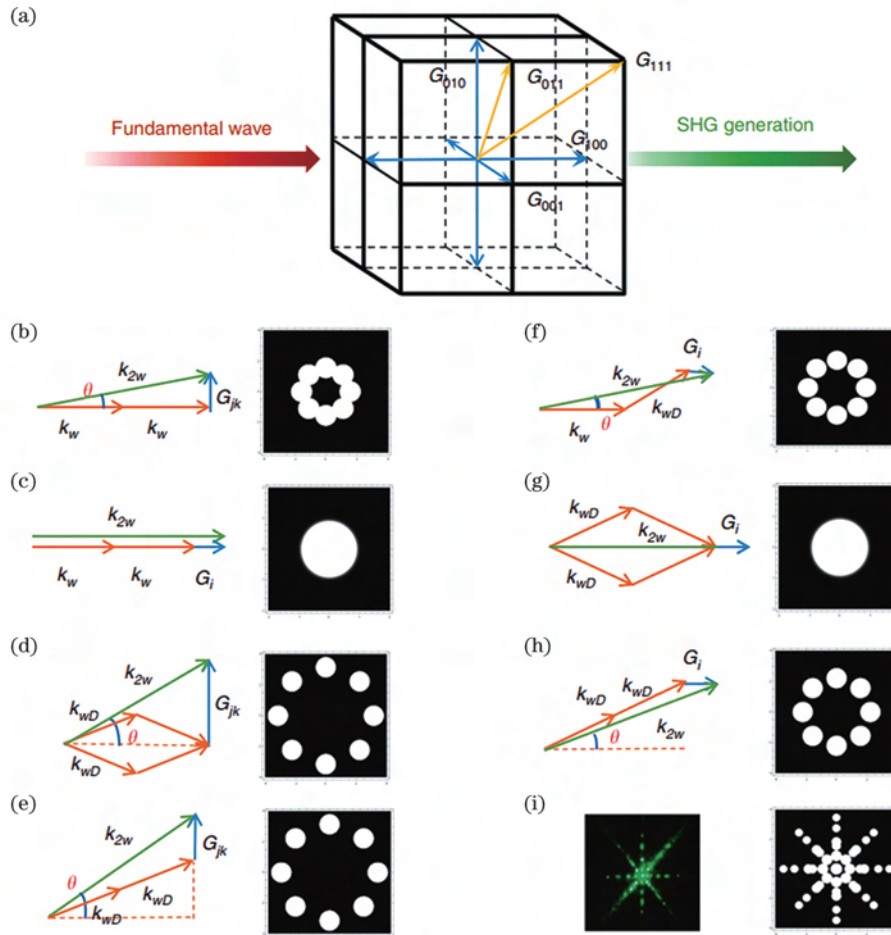 (a)
G111
G010
G011
Fundamental wave
SHG generation
G100
G001
(b)
k2w
θ
Gjk
kw
kw
(f)
Gi
k2w
kwD
kw
θ
(c)
k2w
kw
kw
Gi
(g)
kwD
k2w
Gi
kwD
(d)
k2w
kwD
Gjk
θ
kwD
(h)
Gi
kwD
kwD
k2w
θ
(e)
k2w
Gjk
θ
kwD
kwD
(i)